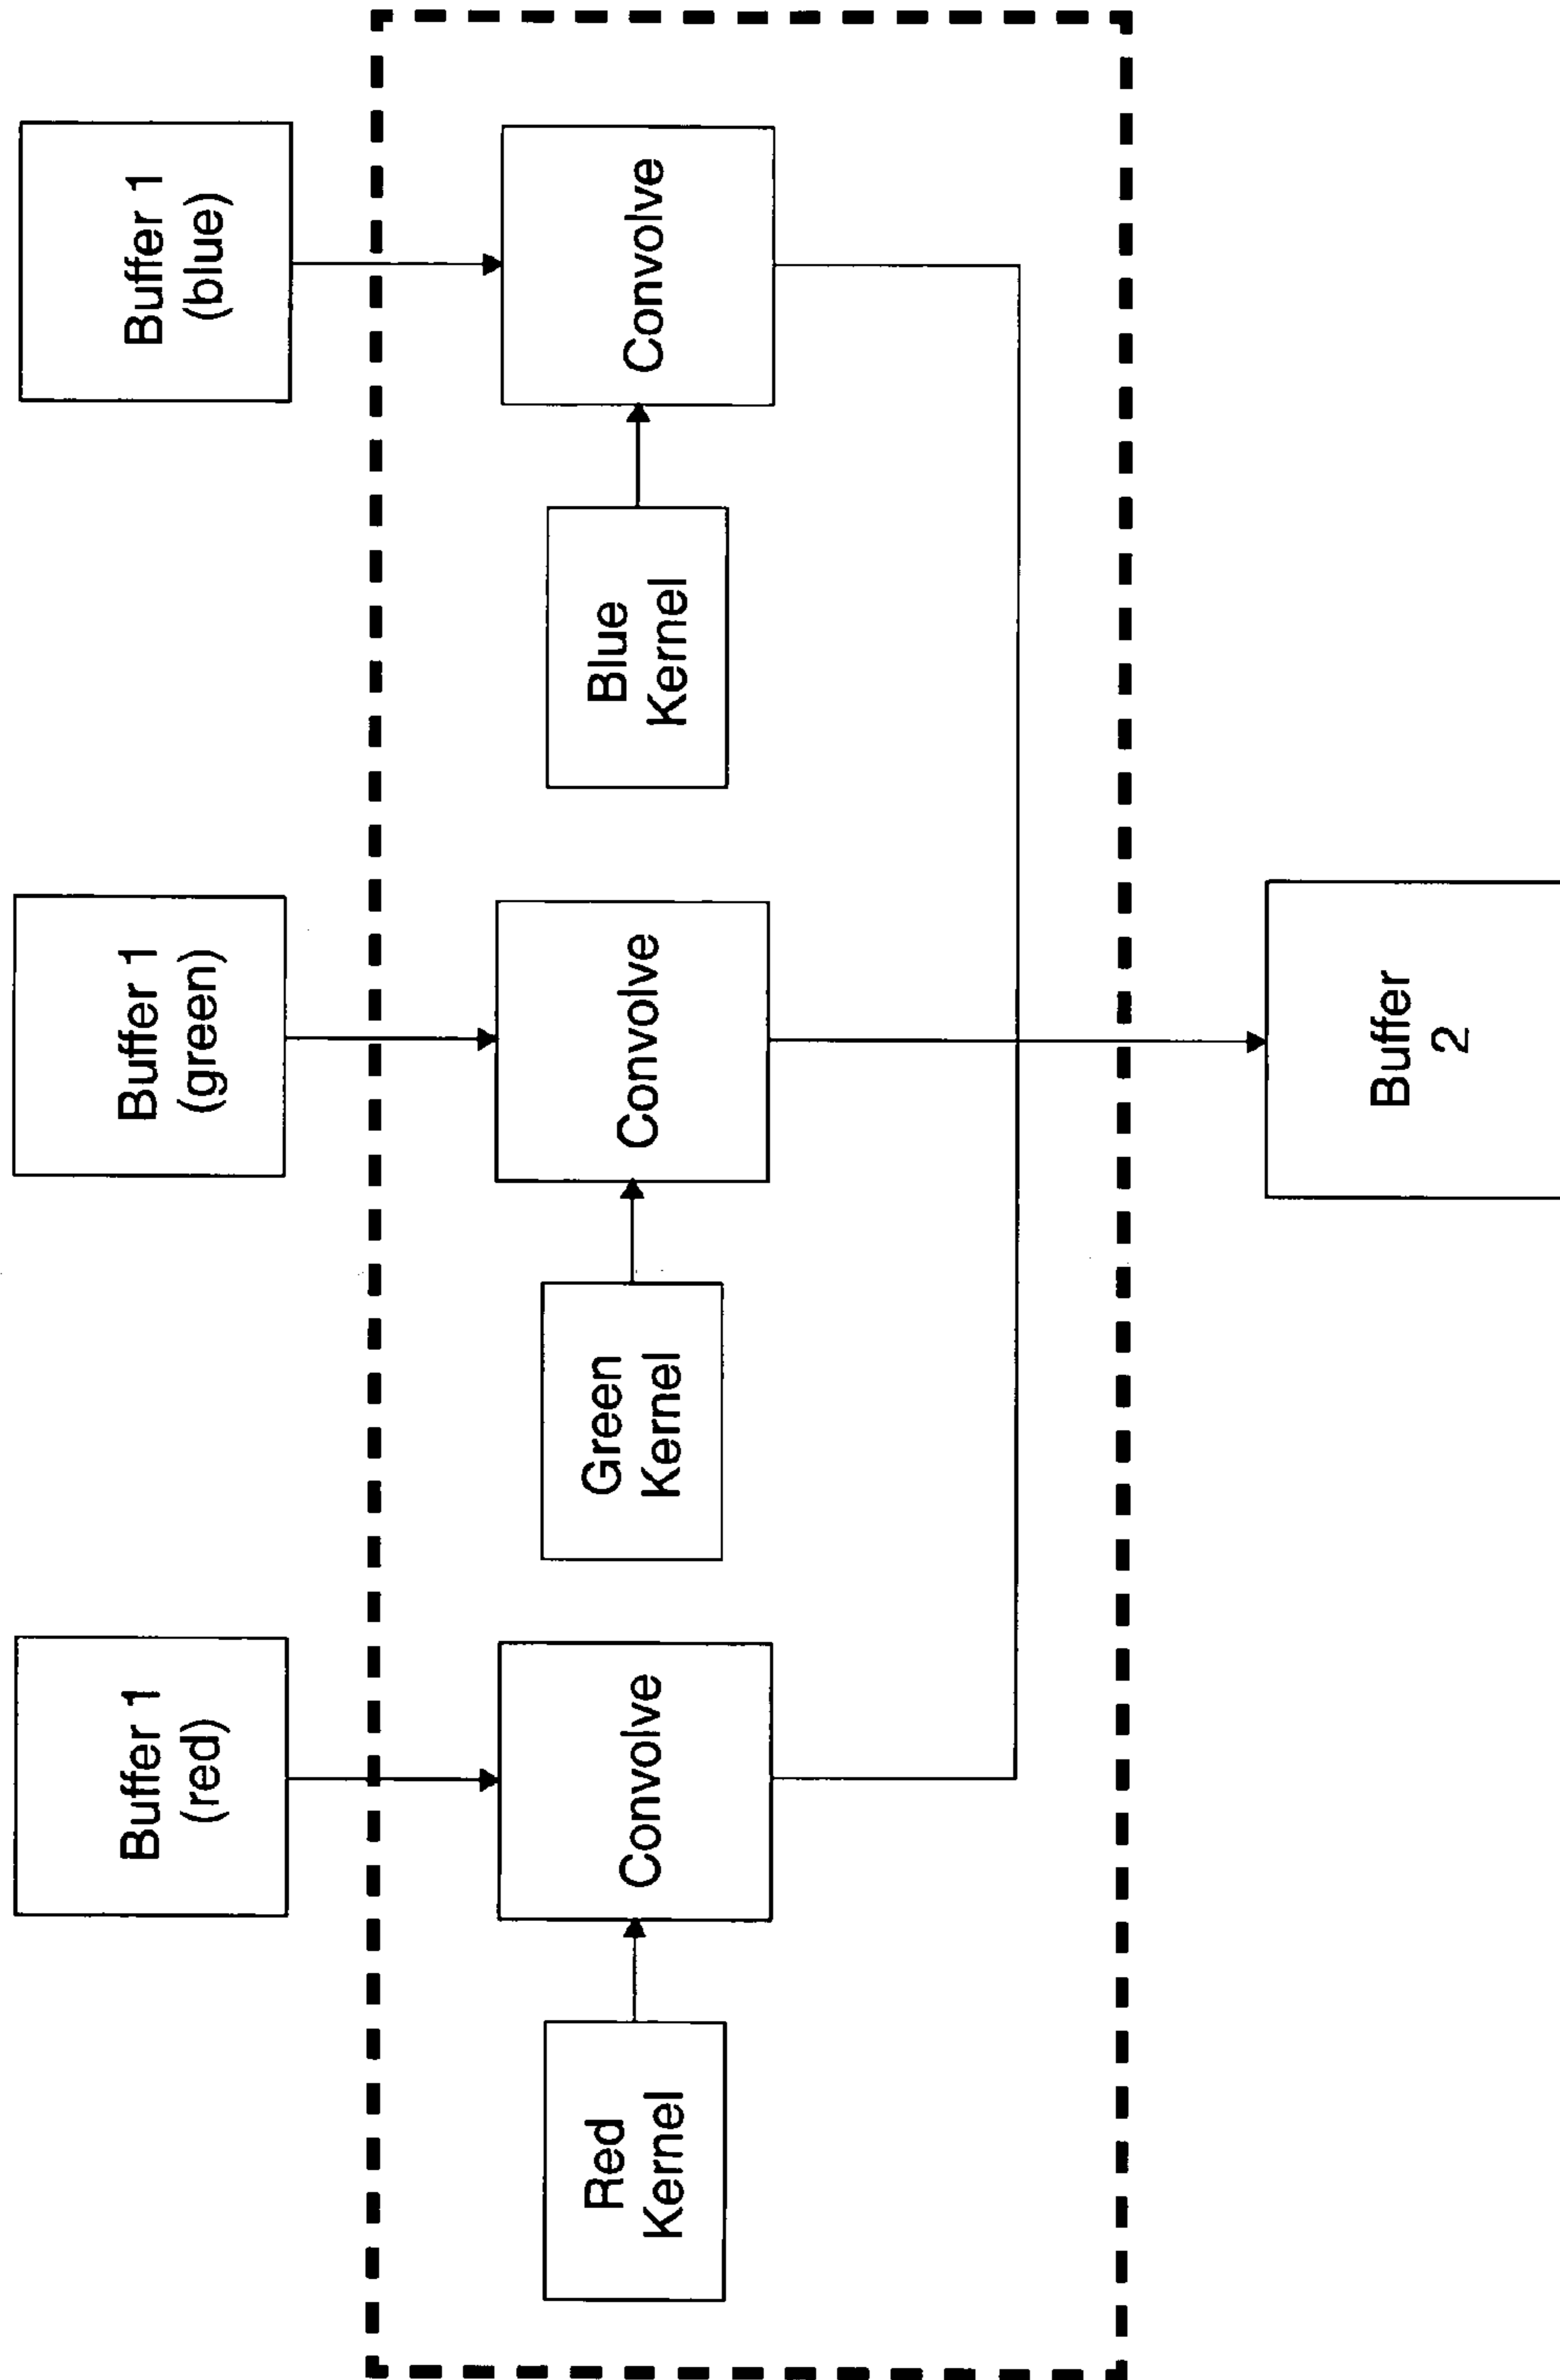 Buffer 1
(red)
Buffer 1
(green)
Buffer 1
(blue)
Red
Kernel
Convolve
Green
Kernel
Convolve
Blue
Kernel
Convolve
Buffer
2